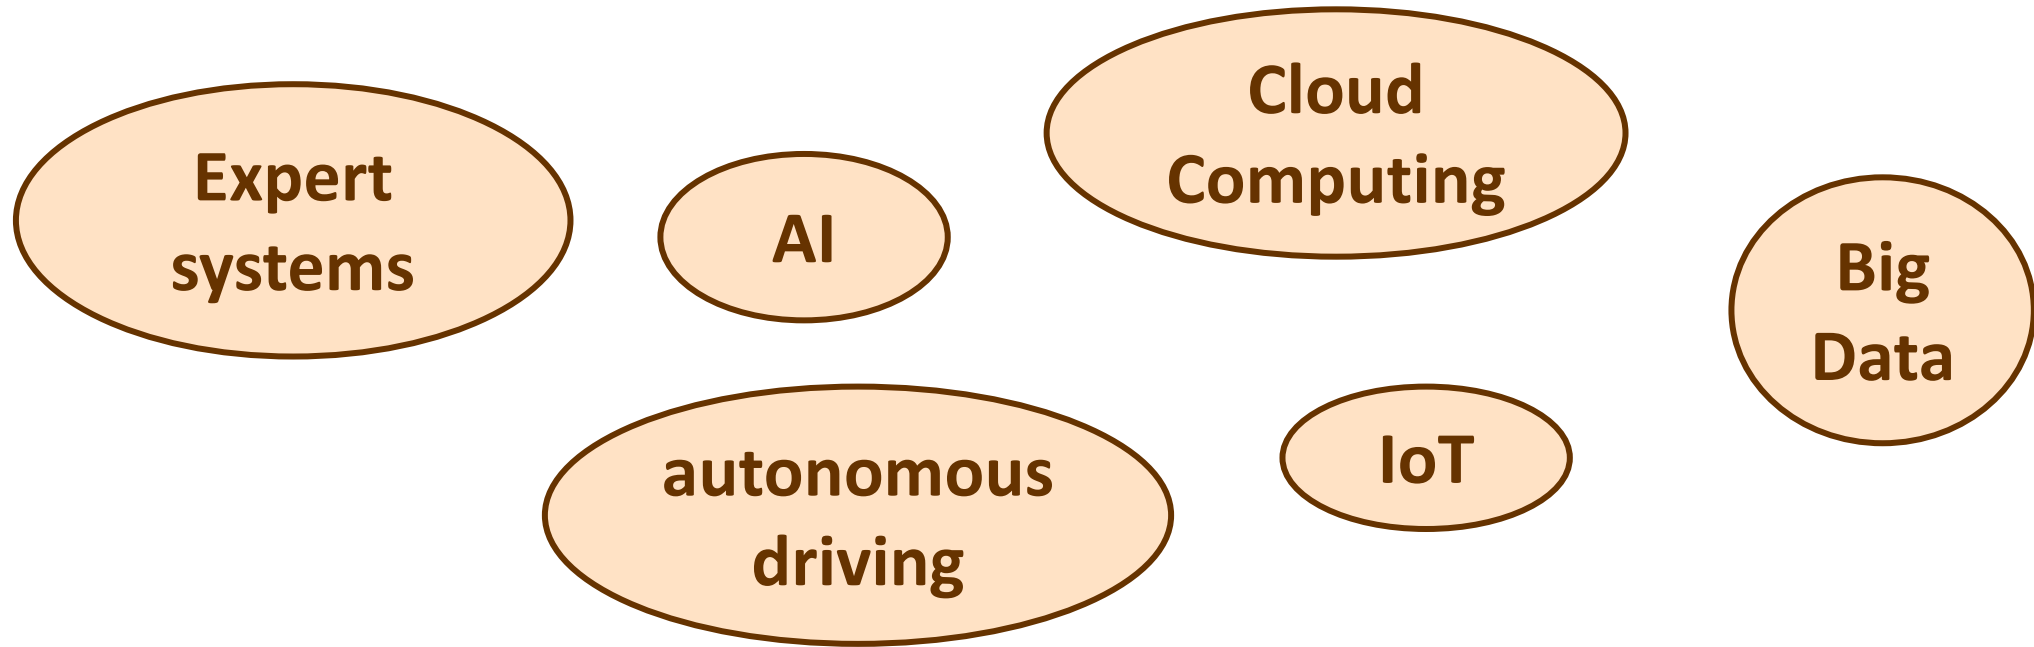 Expert
systems
AI
Cloud
Computing
Big
Data
autonomous
driving
IoT